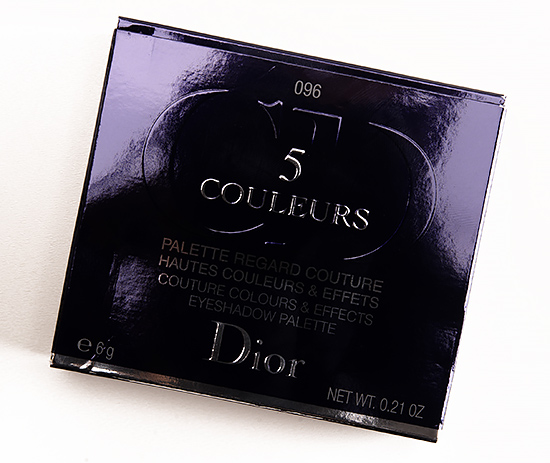 096
CD
5
COULEURS
PALETTE REGARD COUTURE
HAUTES COULEURS & EFFETS
COUTURE COLOURS & EFFECTS
EYESHADOW PALETTE
Dior
℮ 6 g
NET WT. 0.21 OZ